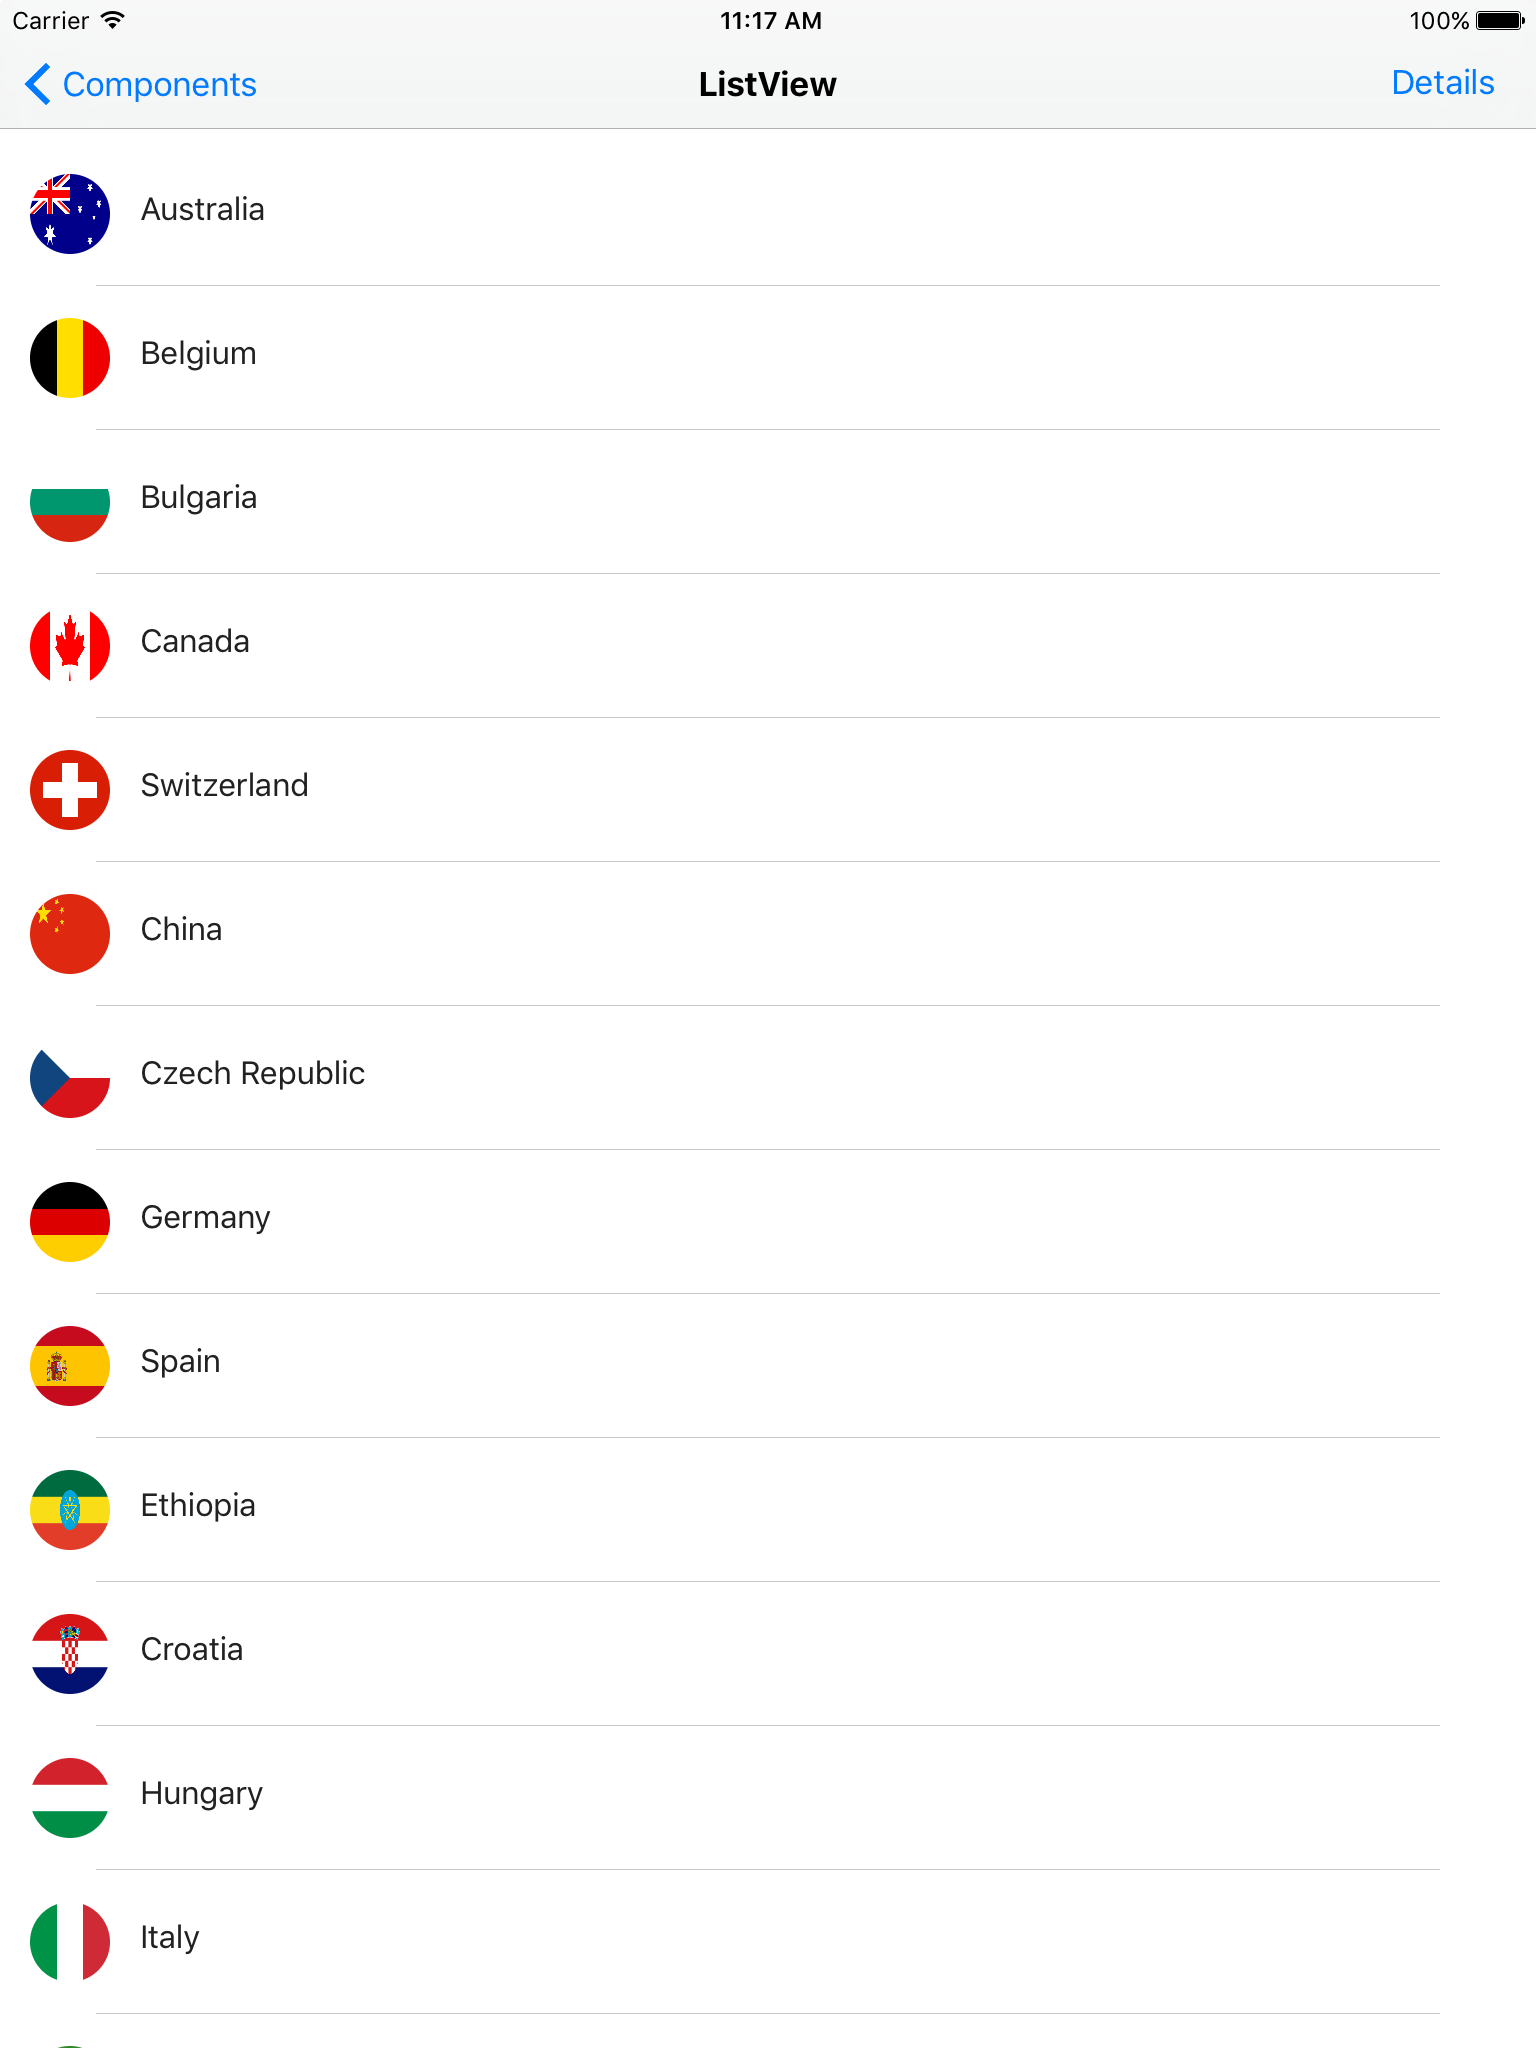 Carrier 11:17 AM 100%
Components ListView Details
Australia
Belgium
Bulgaria
Canada
Switzerland
China
Czech Republic
Germany
Spain
Ethiopia
Croatia
Hungary
Italy